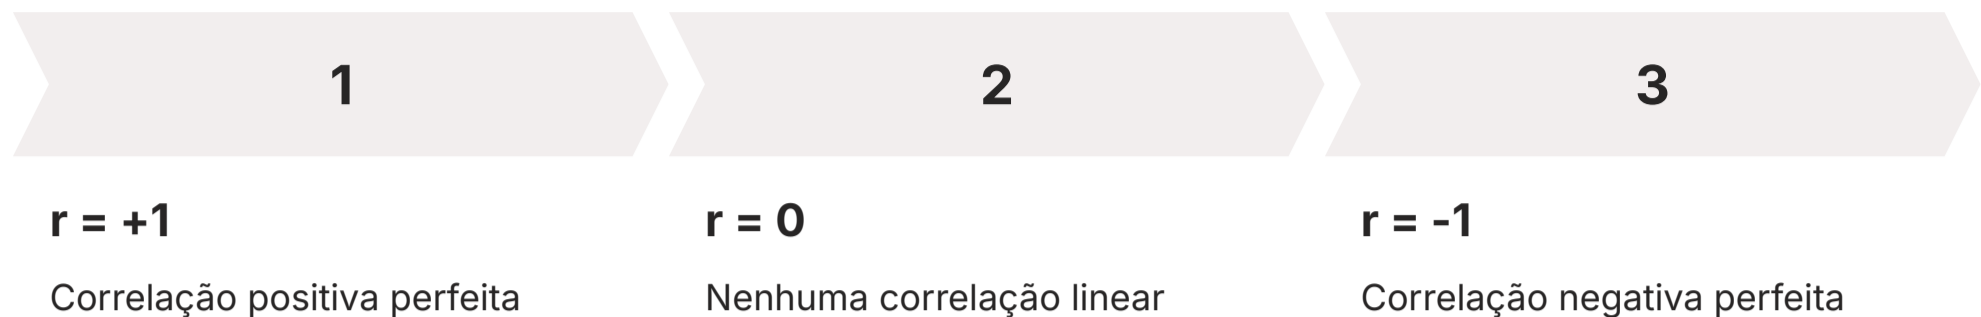 1
2
3
r = +1
r = 0
r = -1
Correlação positiva perfeita
Nenhuma correlação linear
Correlação negativa perfeita